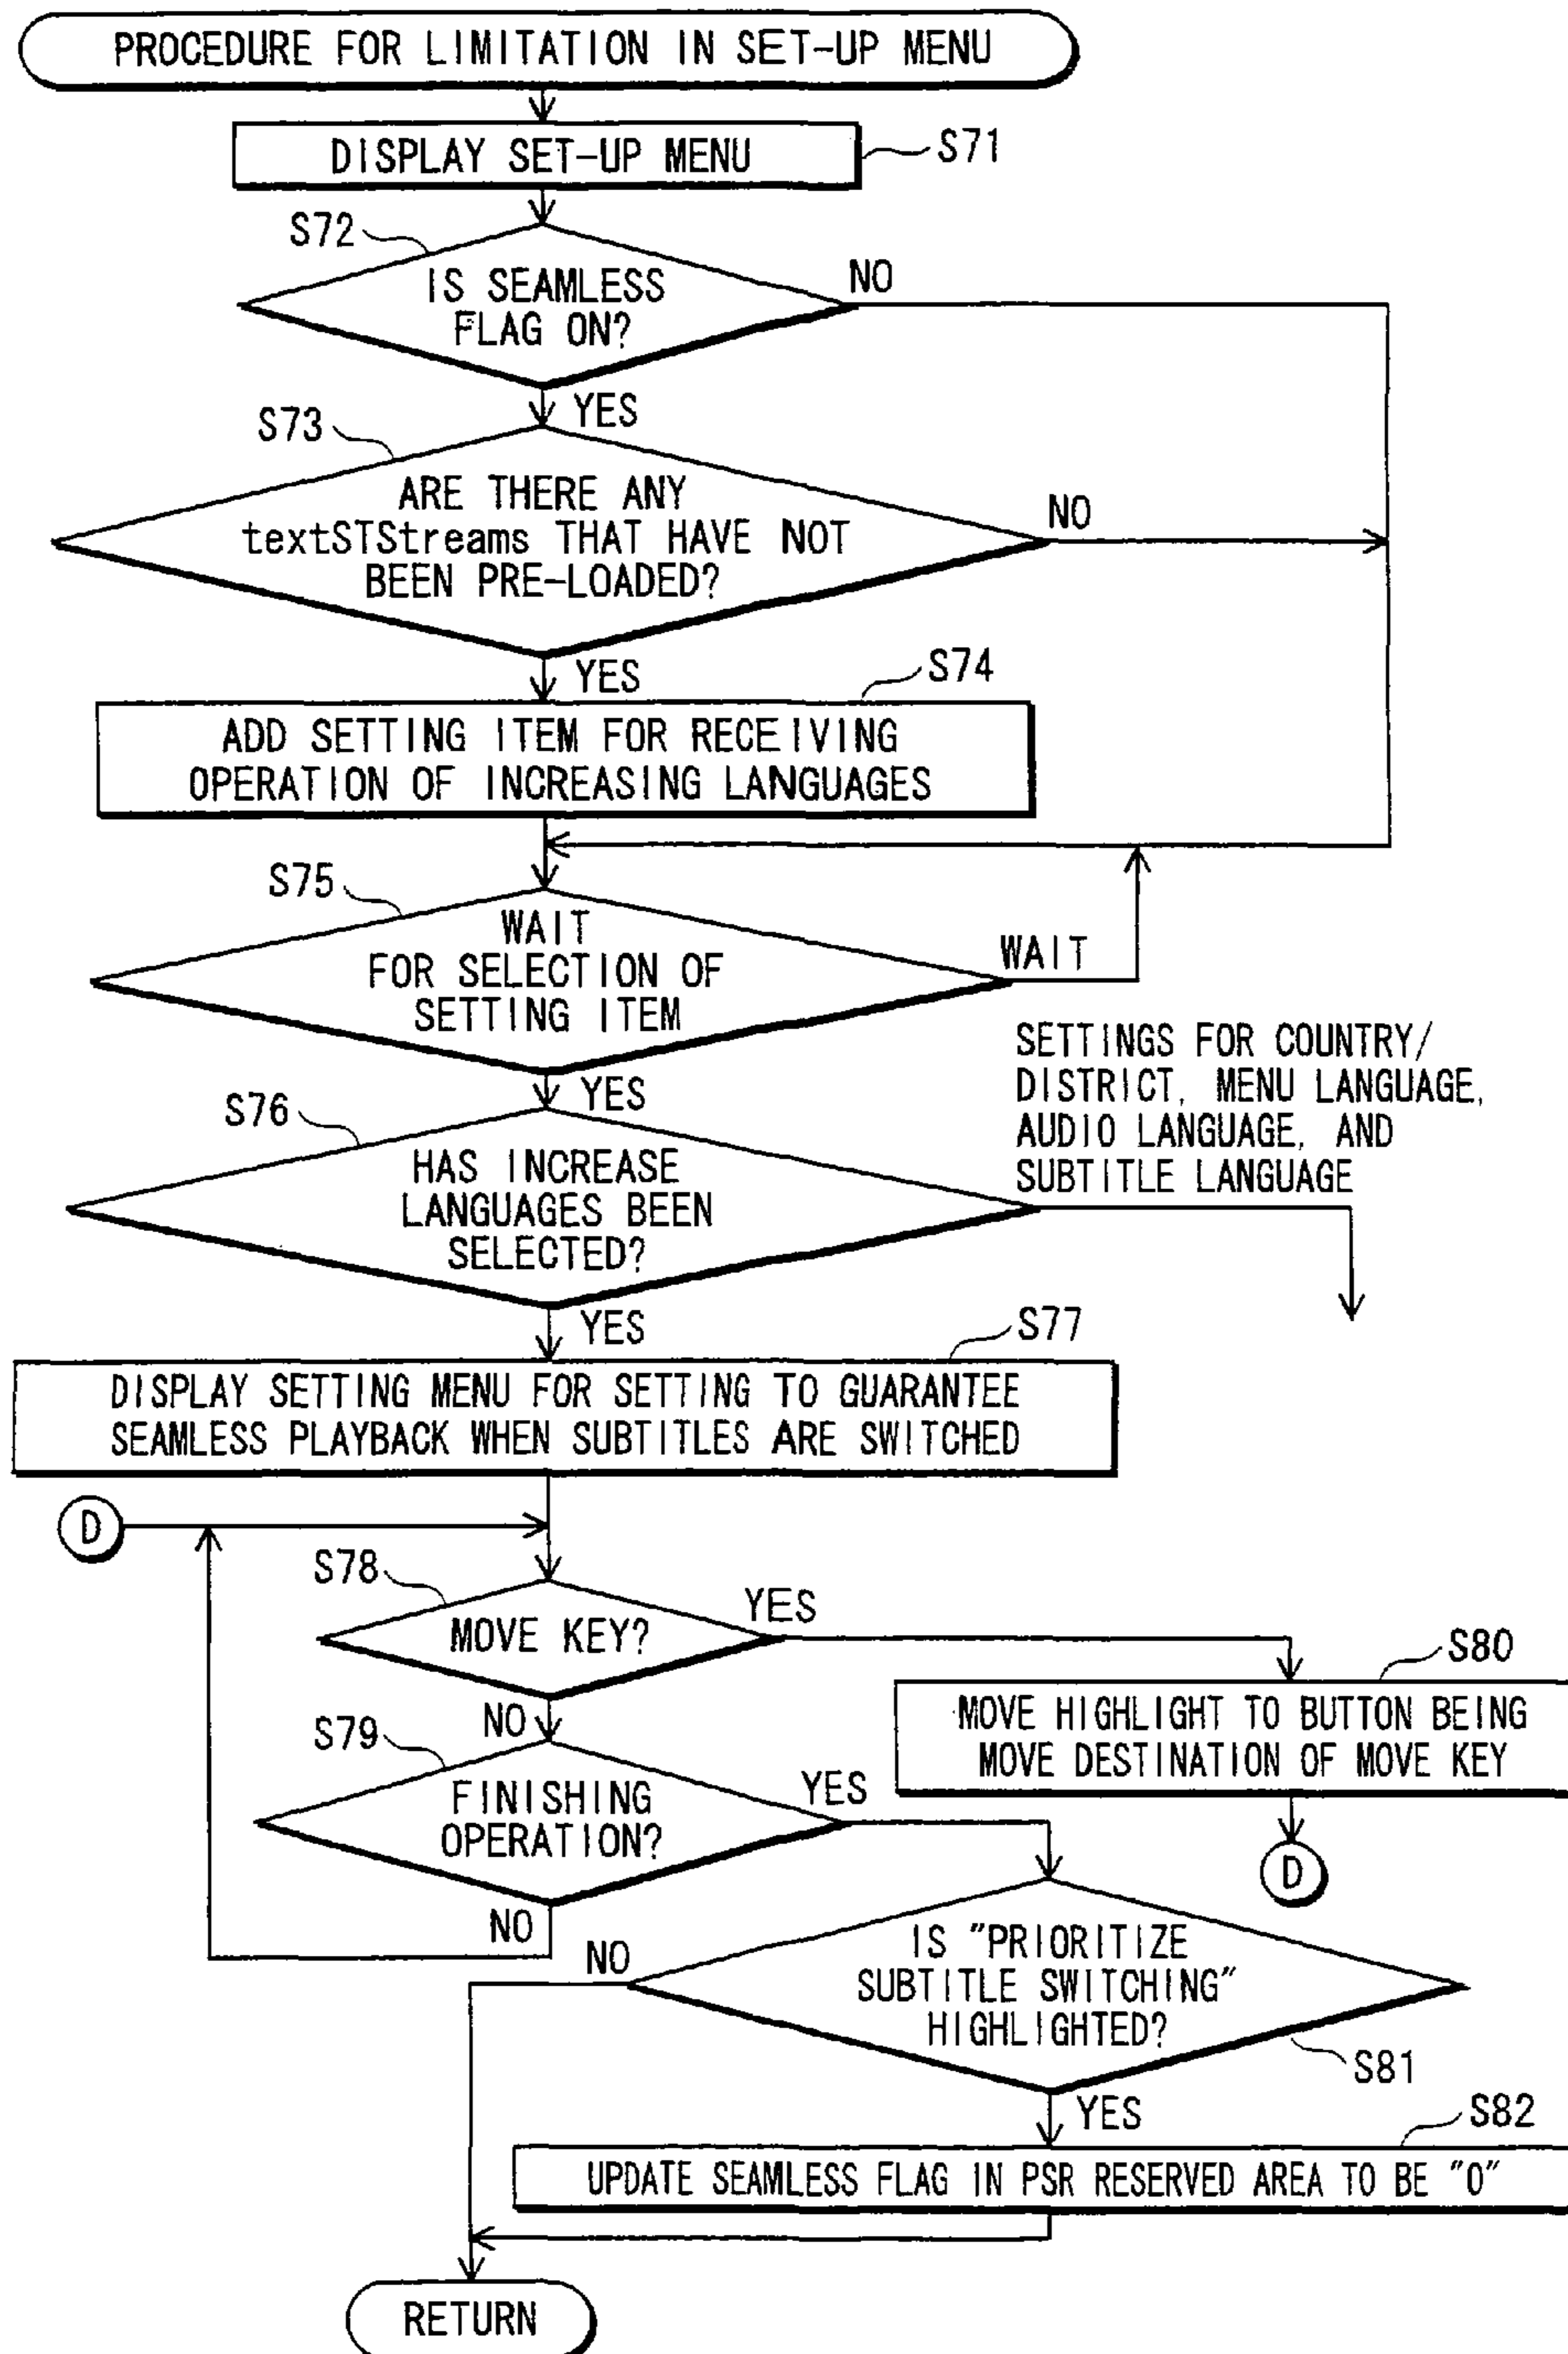 PROCEDURE FOR LIMITATION IN SET-UP MENU
DISPLAY SET-UP MENU
S71
S72
IS SEAMLESS
FLAG ON?
NO
YES
S73
ARE THERE ANY
textSTStreams THAT HAVE NOT
BEEN PRE-LOADED?
NO
YES
S74
ADD SETTING ITEM FOR RECEIVING
OPERATION OF INCREASING LANGUAGES
S75
WAIT
FOR SELECTION OF
SETTING ITEM
WAIT
YES
SETTINGS FOR COUNTRY/
DISTRICT, MENU LANGUAGE,
AUDIO LANGUAGE, AND
SUBTITLE LANGUAGE
S76
HAS INCREASE
LANGUAGES BEEN
SELECTED?
YES
S77
DISPLAY SETTING MENU FOR SETTING TO GUARANTEE
SEAMLESS PLAYBACK WHEN SUBTITLES ARE SWITCHED
D
S78
MOVE KEY?
YES
NO
S80
MOVE HIGHLIGHT TO BUTTON BEING
MOVE DESTINATION OF MOVE KEY
D
S79
FINISHING
OPERATION?
YES
NO
IS "PRIORITIZE
SUBTITLE SWITCHING"
HIGHLIGHTED?
NO
S81
YES
S82
UPDATE SEAMLESS FLAG IN PSR RESERVED AREA TO BE "0"
RETURN